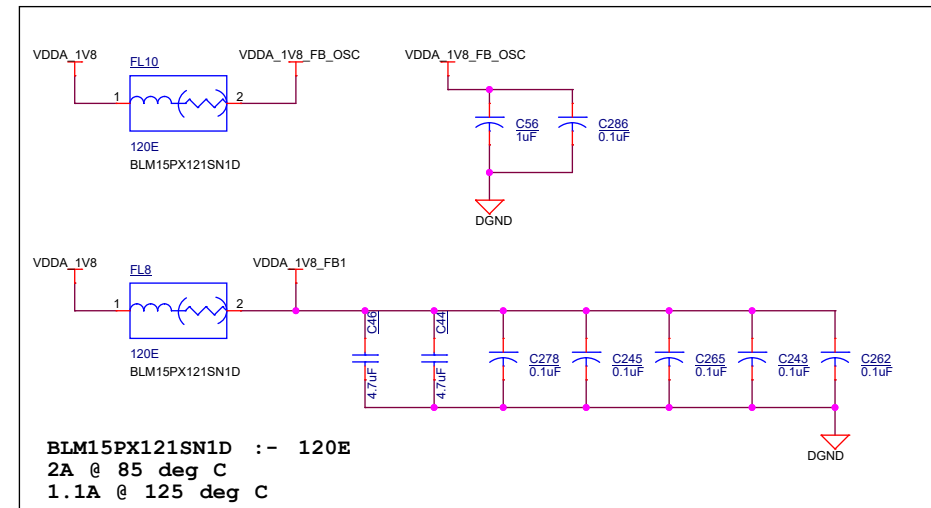 VDDA_1V8
FL10
VDDA_1V8_FB_OSC
1
2
120E
BLM15PX121SN1D
VDDA_1V8_FB_OSC
C56
1uF
C286
0.1uF
DGND
VDDA_1V8
FL8
VDDA_1V8_FB1
1
2
120E
BLM15PX121SN1D
C46
4.7uF
C44
4.7uF
C278
0.1uF
C245
0.1uF
C265
0.1uF
C243
0.1uF
C262
0.1uF
DGND
BLM15PX121SN1D :- 120E
2A @ 85 deg C
1.1A @ 125 deg C